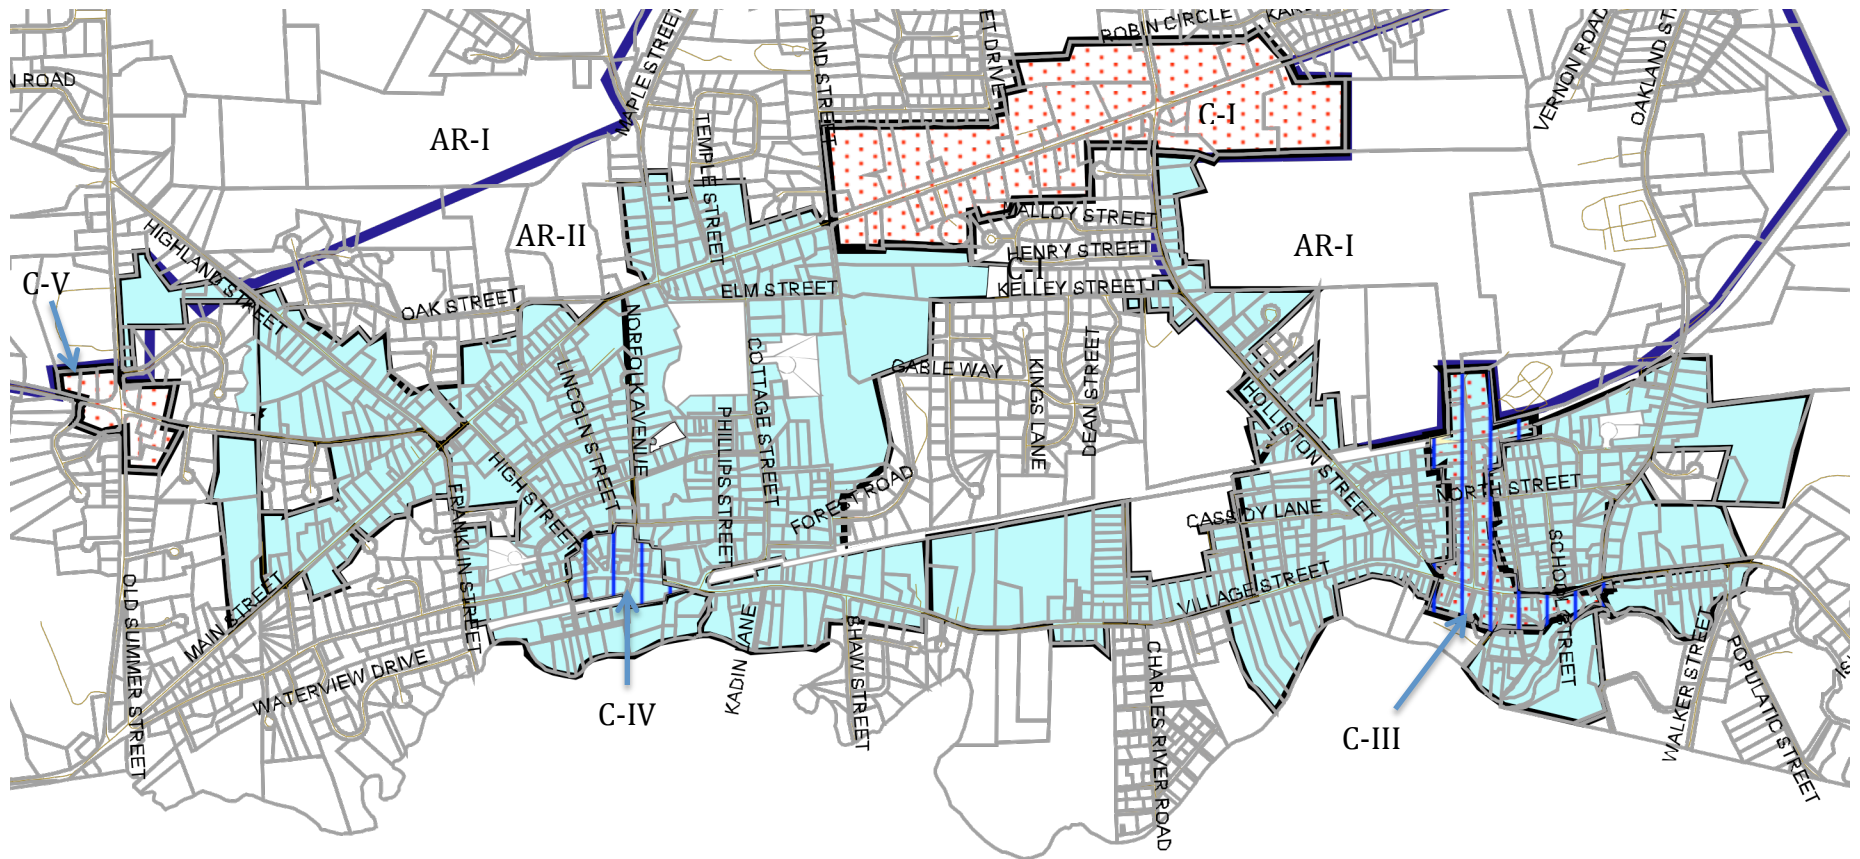 ROBIN CIRCLE
N ROAD
MAPLE STREET
POND STREET
ET DRIVE
VERNON ROAD
OAKLAND ST
C-I
AR-I
TEMPLE STREET
MALLOY STREET
HIGHLAND STREET
AR-II
HENRY STREET
AR-I
C-V
C-I
OAK STREET
ELM STREET
KELLEY STREET
NORFOLK AVENUE
COTTAGE STREET
LINCOLN STREET
GABLE WAY
KINGS LANE
DEAN STREET
HOLLISTON STREET
PHILLIPS STREET
HIGH STREET
FOREST ROAD
FRANKLIN STREET
NORTH STREET
CASSIDY LANE
SCHOOL STREET
OLD SUMMER STREET
MAIN STREET
VILLAGE STREET
KADIN LANE
SHAW STREET
WATERVIEW DRIVE
CHARLES RIVER ROAD
WALKER STREET
POPULATIC STREET
C-IV
C-III